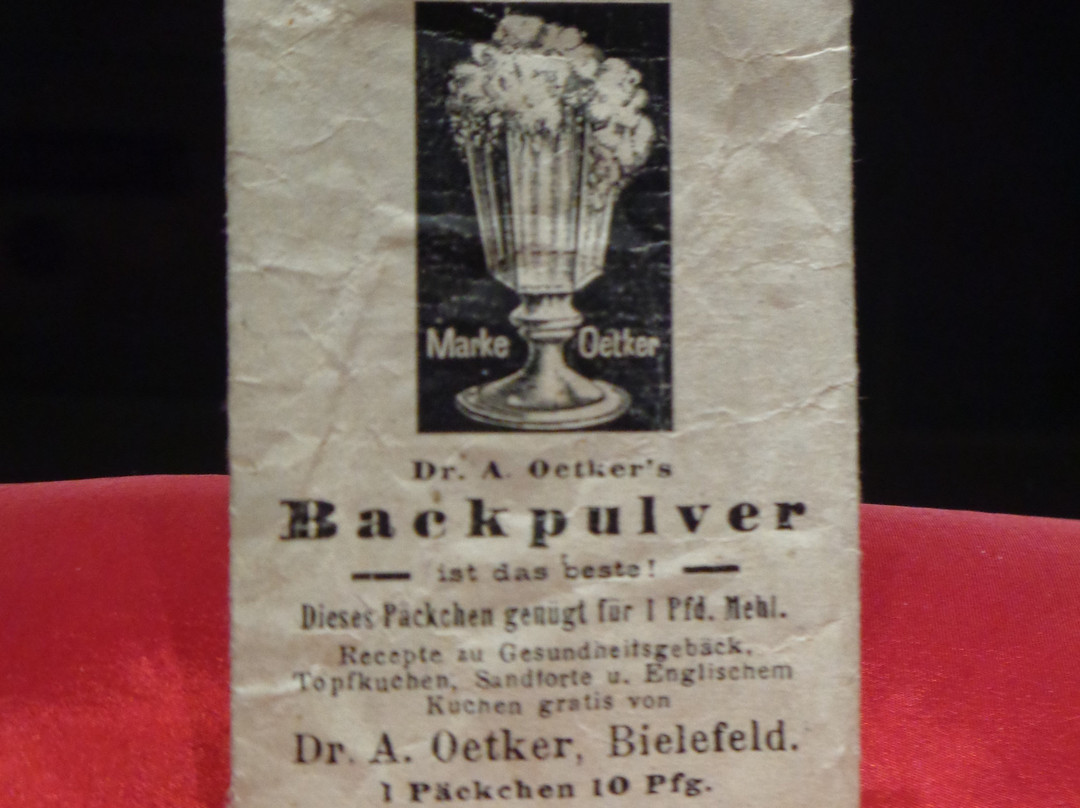 Marke Oetker
Dr. A. Oetker's
Backpulver
ist das beste!
Dieses Päckchen genügt für 1 Pfd. Mehl.
Recepte zu Gesundheitsgebäck,
Topfkuchen, Sandtorte u. Englischem
Kuchen gratis von
Dr. A. Oetker, Bielefeld.
1 Päckchen 10 Pfg.